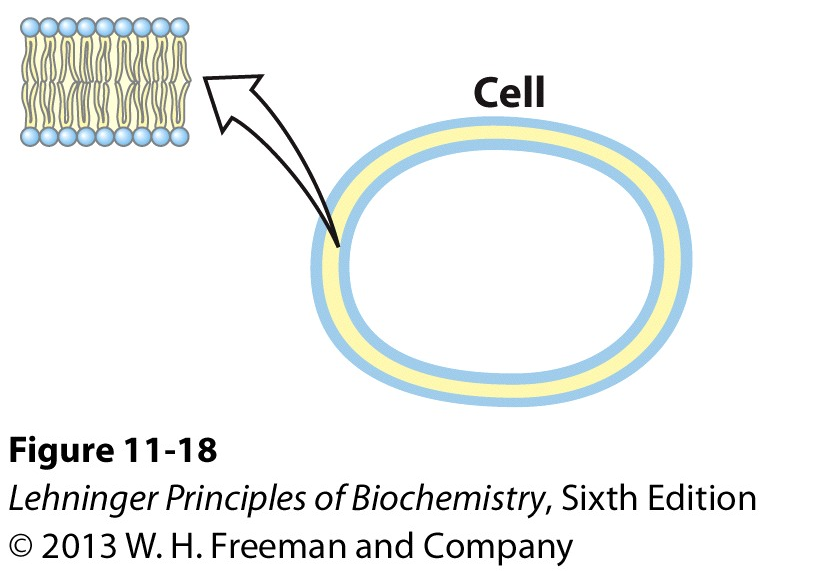 Cell
Figure 11-18
Lehninger Principles of Biochemistry, Sixth Edition
© 2013 W. H. Freeman and Company